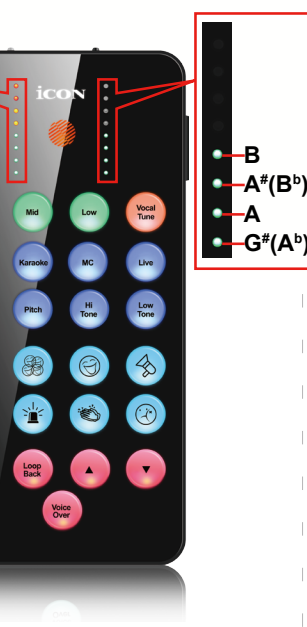 icon
B
A#(Bb)
A
G#(Ab)
Mid
Low
Vocal
Tune
Karaoke
MC
Live
Pitch
Hi
Tone
Low
Tone
Loop
Back
Voice
Over